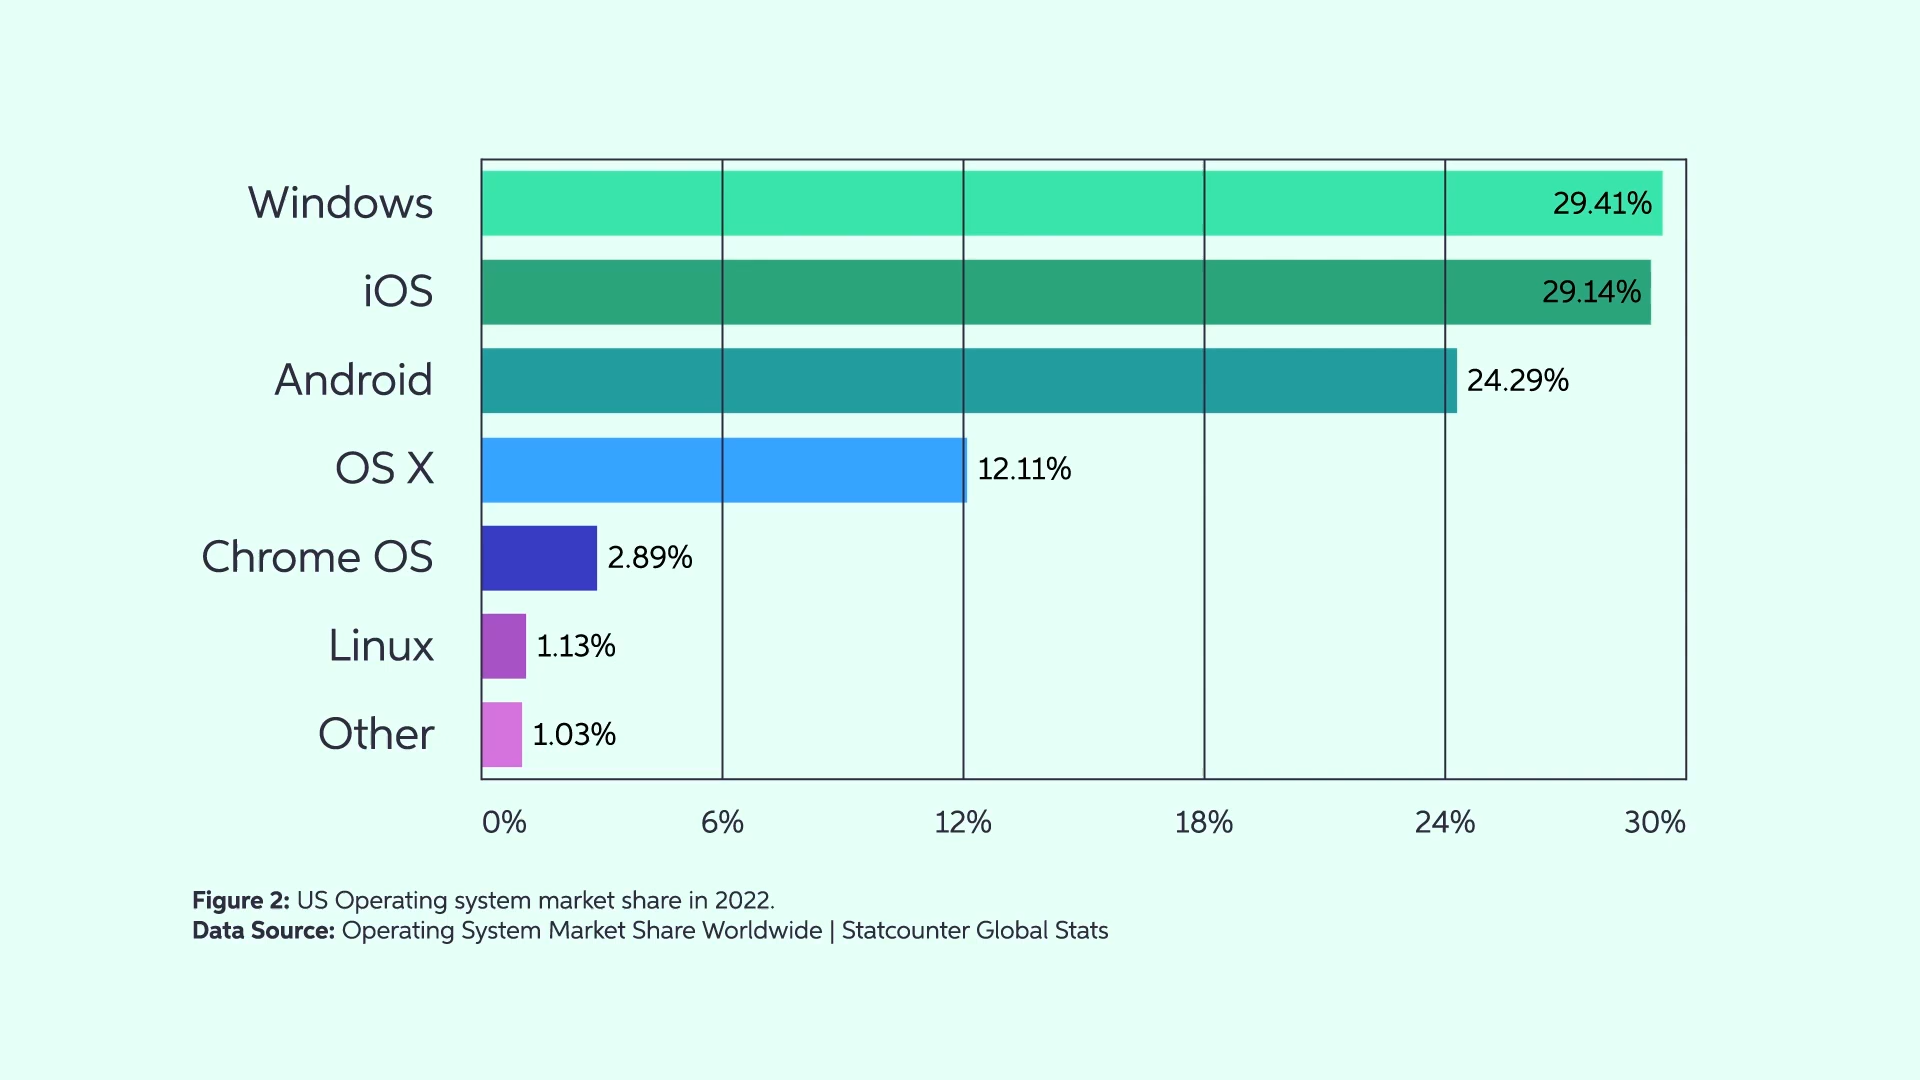 Windows 29.41%
iOS 29.14%
Android 24.29%
OS X 12.11%
Chrome OS 2.89%
Linux 1.13%
Other 1.03%
0% 6% 12% 18% 24% 30%
Figure 2: US Operating system market share in 2022.
Data Source: Operating System Market Share Worldwide | Statcounter Global Stats